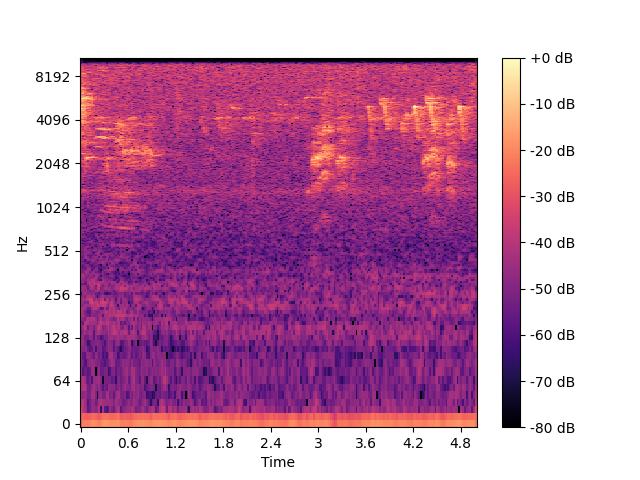 8192
4096
2048
1024
512
256
128
64
0
Hz
0 0.6 1.2 1.8 2.4 3 3.6 4.2 4.8
Time
+0 dB
-10 dB
-20 dB
-30 dB
-40 dB
-50 dB
-60 dB
-70 dB
-80 dB